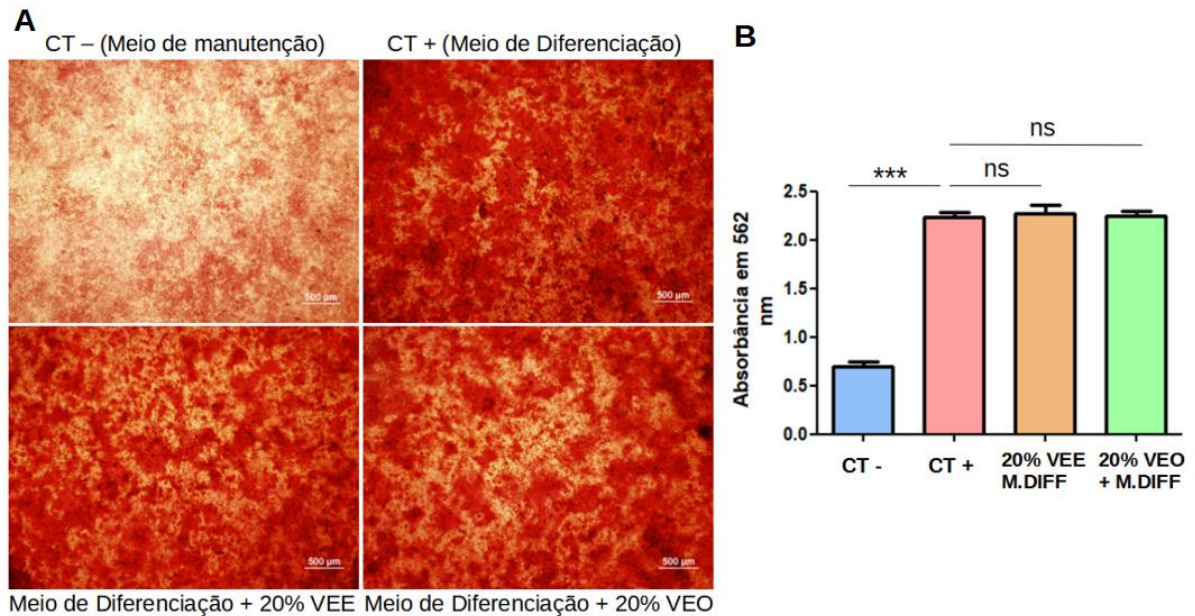 A
CT – (Meio de manutenção)
CT + (Meio de Diferenciação)
500 µm
500 µm
500 µm
500 µm
Meio de Diferenciação + 20% VEE
Meio de Diferenciação + 20% VEO
B
ns
***
ns
Absorbância em 562
nm
2.5
2.0
1.5
1.0
0.5
0.0
CT -
CT +
20% VEE
M.DIFF
20% VEO
+ M.DIFF